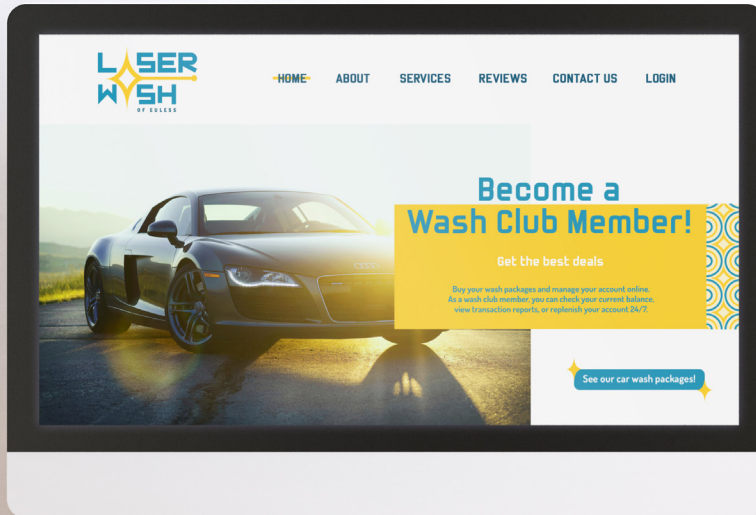 LASER
WASH
OF EULESS
HOME ABOUT SERVICES REVIEWS CONTACT US LOGIN
Become a
Wash Club Member!
Get the best deals
Buy your wash packages and manage your account online.
As a wash club member, you can check your current balance,
view transaction reports, or replenish your account 24/7.
See our car wash packages!